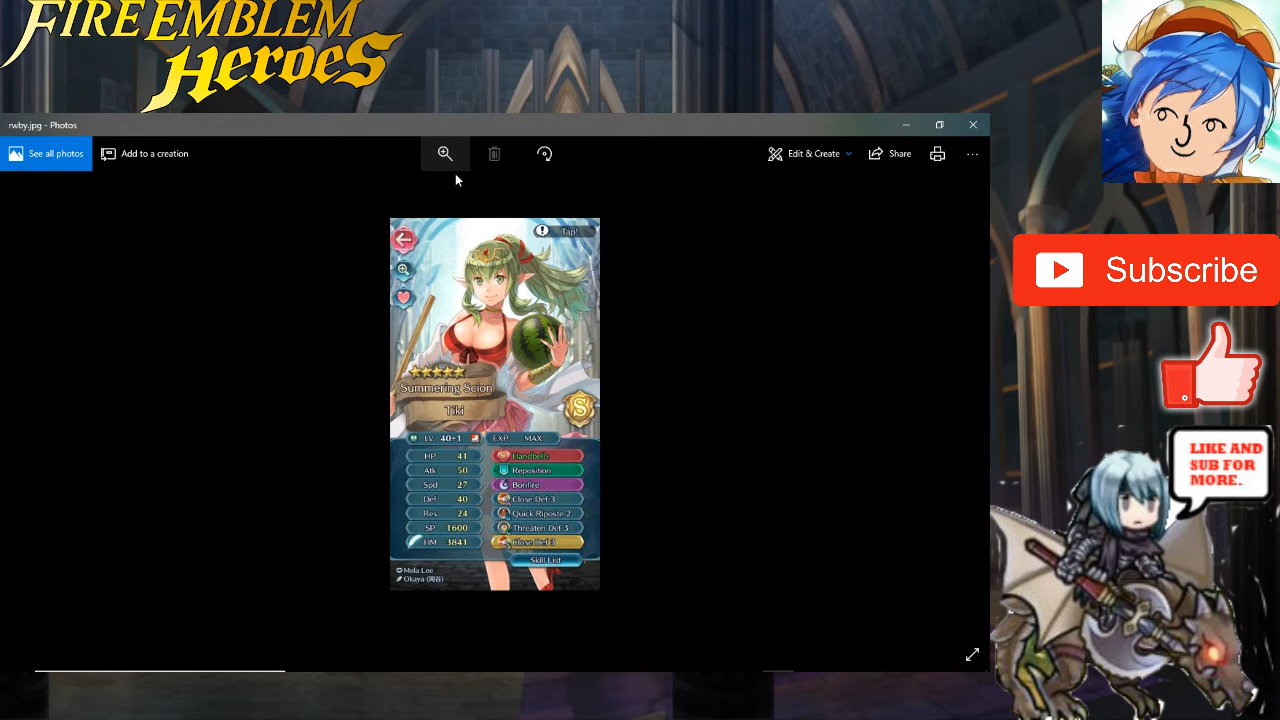 FIRE EMBLEM
HEROES
rwby.jpg - Photos
See all photos
Add to a creation
Edit & Create
Share
Tap!
Summering Scion
Tiki
S
LV. 40+1 EXP MAX
HP 41
Handbell+
Atk 50
Reposition
Spd 27
Bonfire
Def 40
Close Def 3
Res 24
Quick Riposte 2
SP 1600
Threaten Def 3
HM 3841
Close Def 3
Skill List
Mela Lee
Okaya (岡谷)
Subscribe
LIKE AND
SUB FOR
MORE.